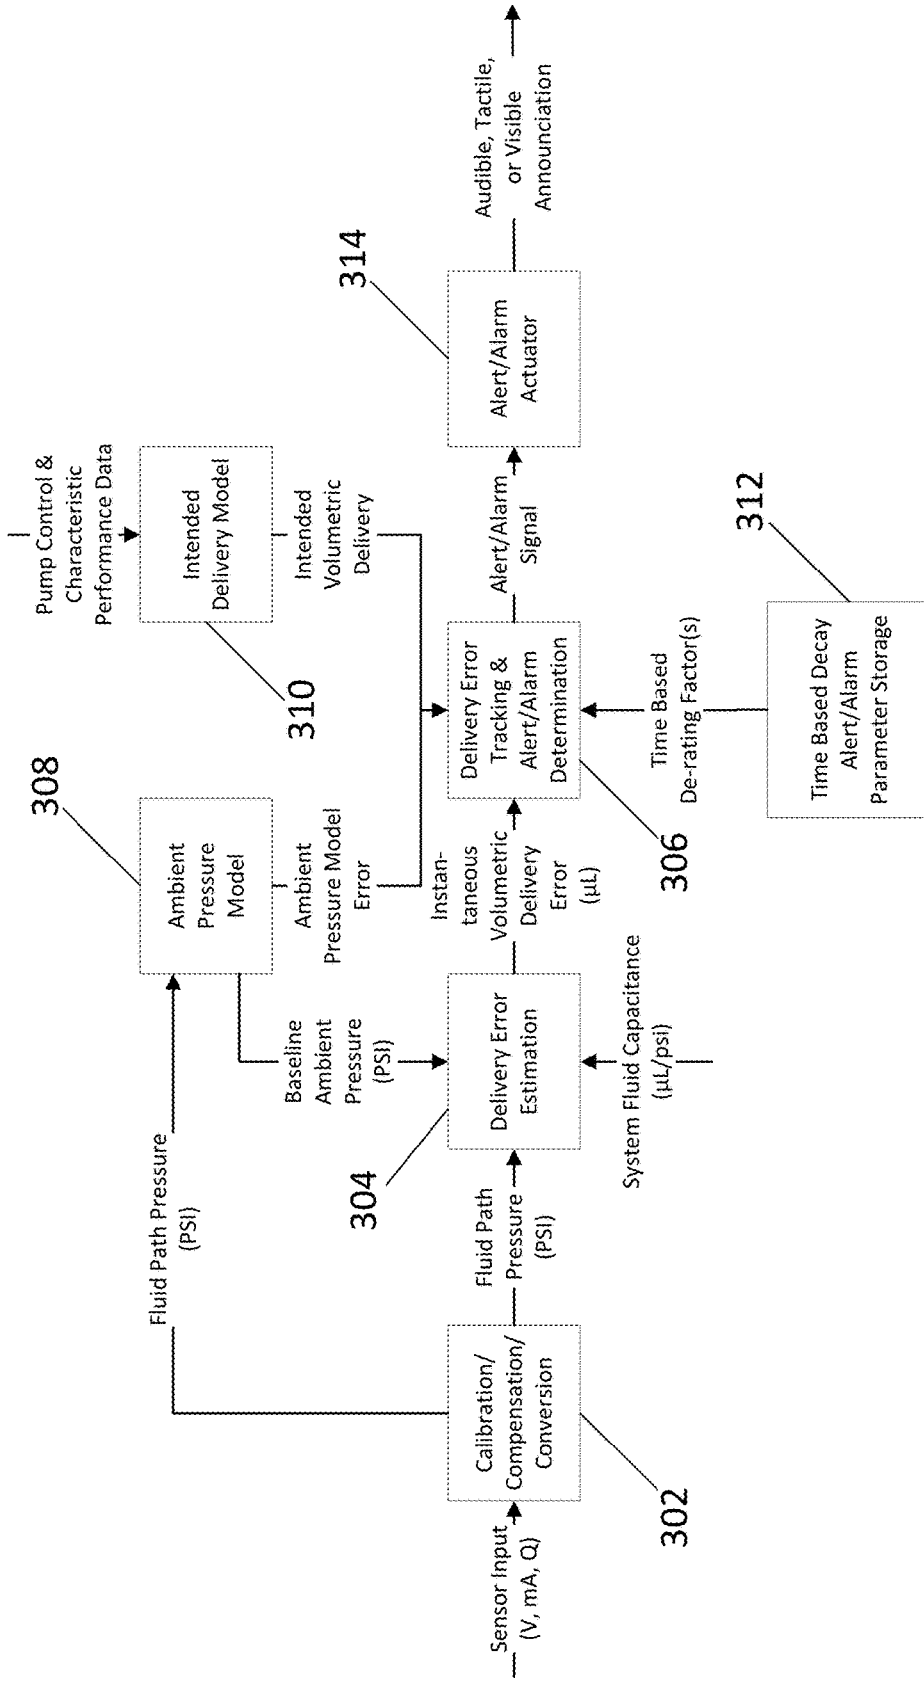 Pump Control &
Characteristic
Performance Data
308
Ambient
Pressure
Model
310
Intended
Delivery Model
Fluid Path Pressure
(PSI)
Baseline
Ambient
Pressure
(PSI)
Ambient
Pressure Model
Error
Intended
Volumetric
Delivery
314
Sensor Input
(V, mA, Q)
302
Calibration/
Compensation/
Conversion
Fluid Path
Pressure
(PSI)
304
Delivery Error
Estimation
Instan-
taneous
Volumetric
Delivery
Error
(µL)
306
Delivery Error
Tracking &
Alert/Alarm
Determination
Alert/Alarm
Signal
Alert/Alarm
Actuator
Audible, Tactile,
or Visible
Announciation
System Fluid Capacitance
(µL/psi)
Time Based
De-rating Factor(s)
312
Time Based Decay
Alert/Alarm
Parameter Storage